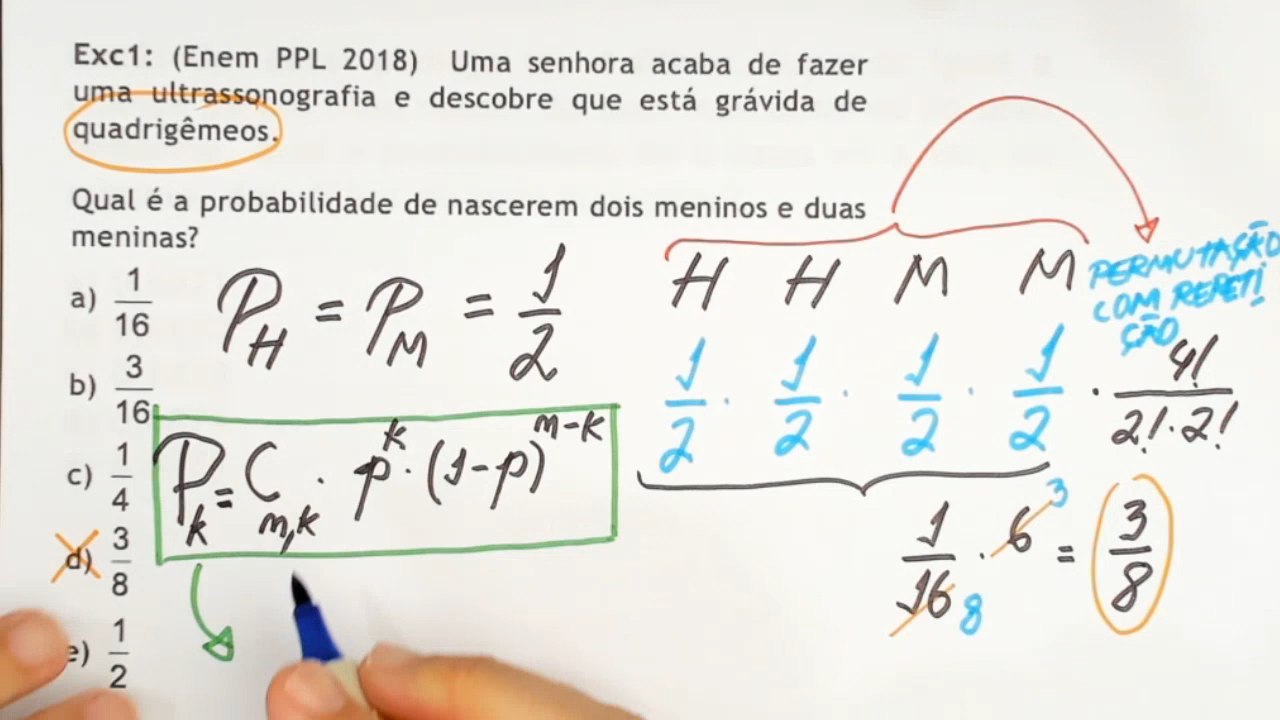 Exc1: (Enem PPL 2018) Uma senhora acaba de fazer
uma ultrassonografia e descobre que está grávida de
quadrigêmeos.
Qual é a probabilidade de nascerem dois meninos e duas
meninas?
a) 1/16
b) 3/16
c) 1/4
d) 3/8
e) 1/2
P_H = P_M = 1/2
P_k = C_n,k · p^k · (1-p)^(n-k)
H H M M
PERMUTAÇÃO
COM REPETI
ÇÃO
1/2 · 1/2 · 1/2 · 1/2 · 4!/(2!·2!)
1/16 · 6 = 3/8
3
8